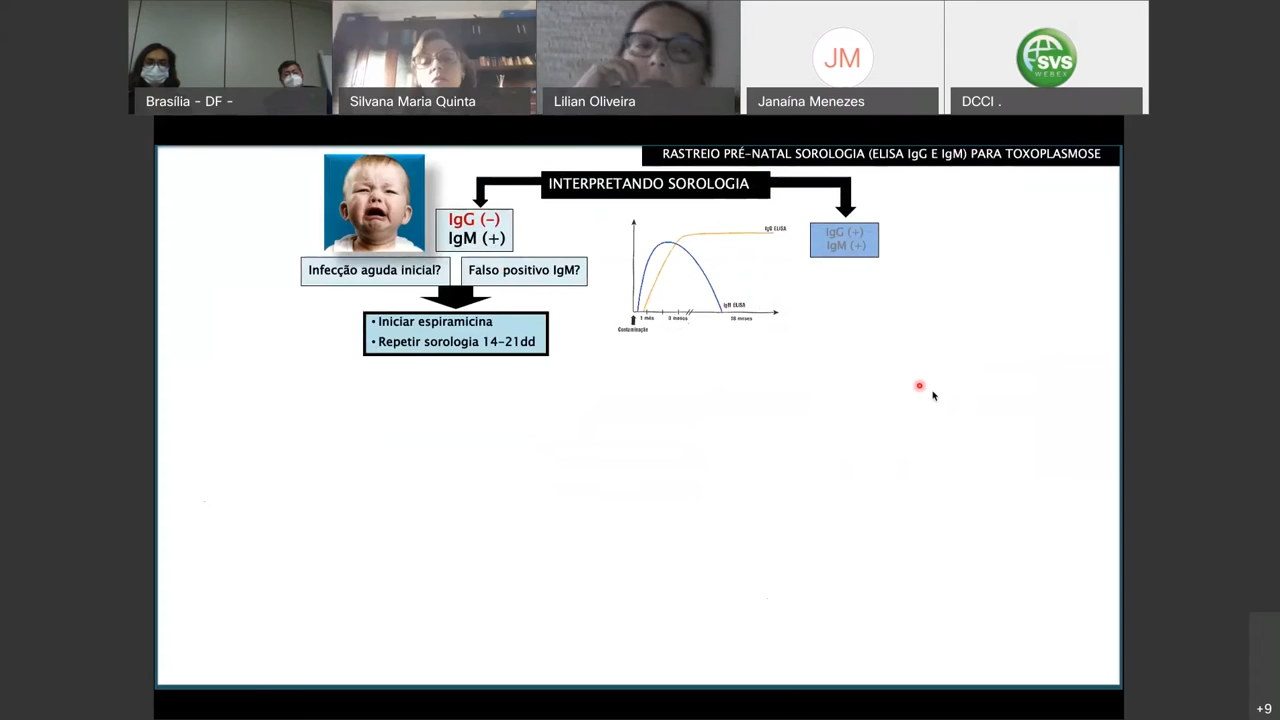 Brasília - DF -
Silvana Maria Quinta
Lilian Oliveira
JM
Janaína Menezes
svs
WEBEX
DCCI .
RASTREIO PRÉ-NATAL SOROLOGIA (ELISA IgG E IgM) PARA TOXOPLASMOSE
INTERPRETANDO SOROLOGIA
IgG (-)
IgM (+)
IgG (+)
IgM (+)
Infecção aguda inicial?
Falso positivo IgM?
• Iniciar espiramicina
• Repetir sorologia 14-21dd
IgG ELISA
IgM ELISA
1 mês
3 meses
18 meses
Contaminação
+9